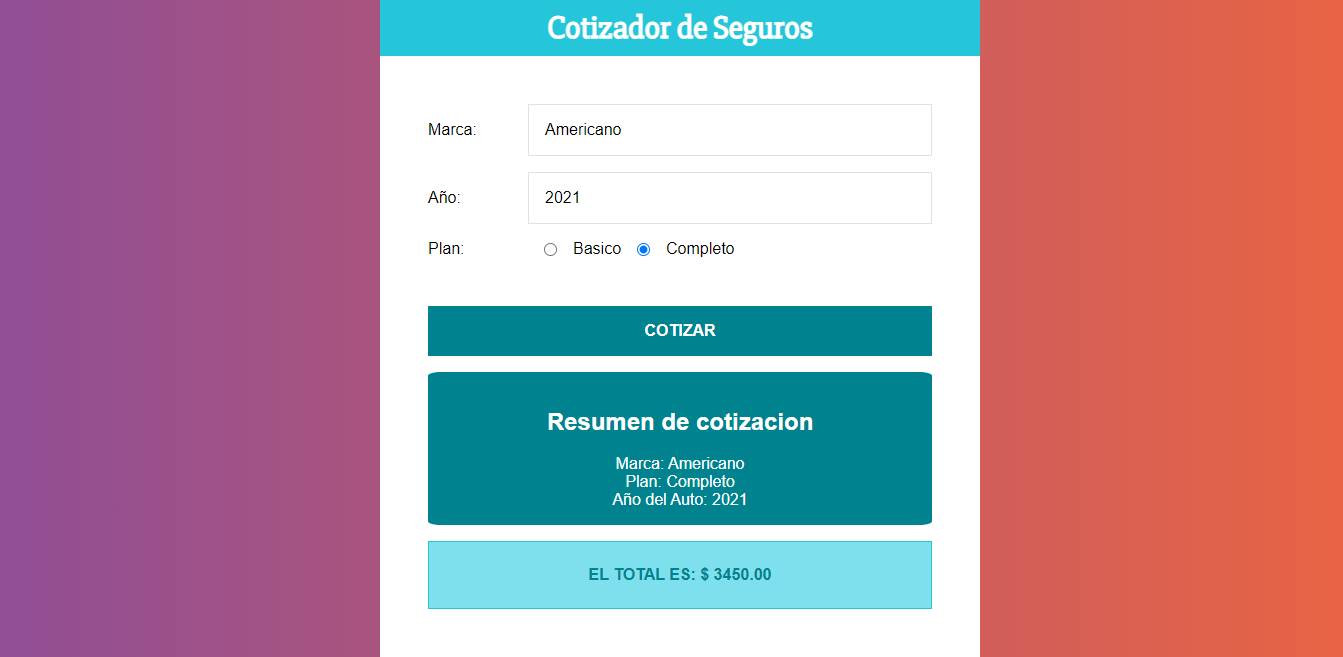 Cotizador de Seguros
Marca: Americano
Año: 2021
Plan: Basico Completo
COTIZAR
Resumen de cotizacion
Marca: Americano
Plan: Completo
Año del Auto: 2021
EL TOTAL ES: $ 3450.00